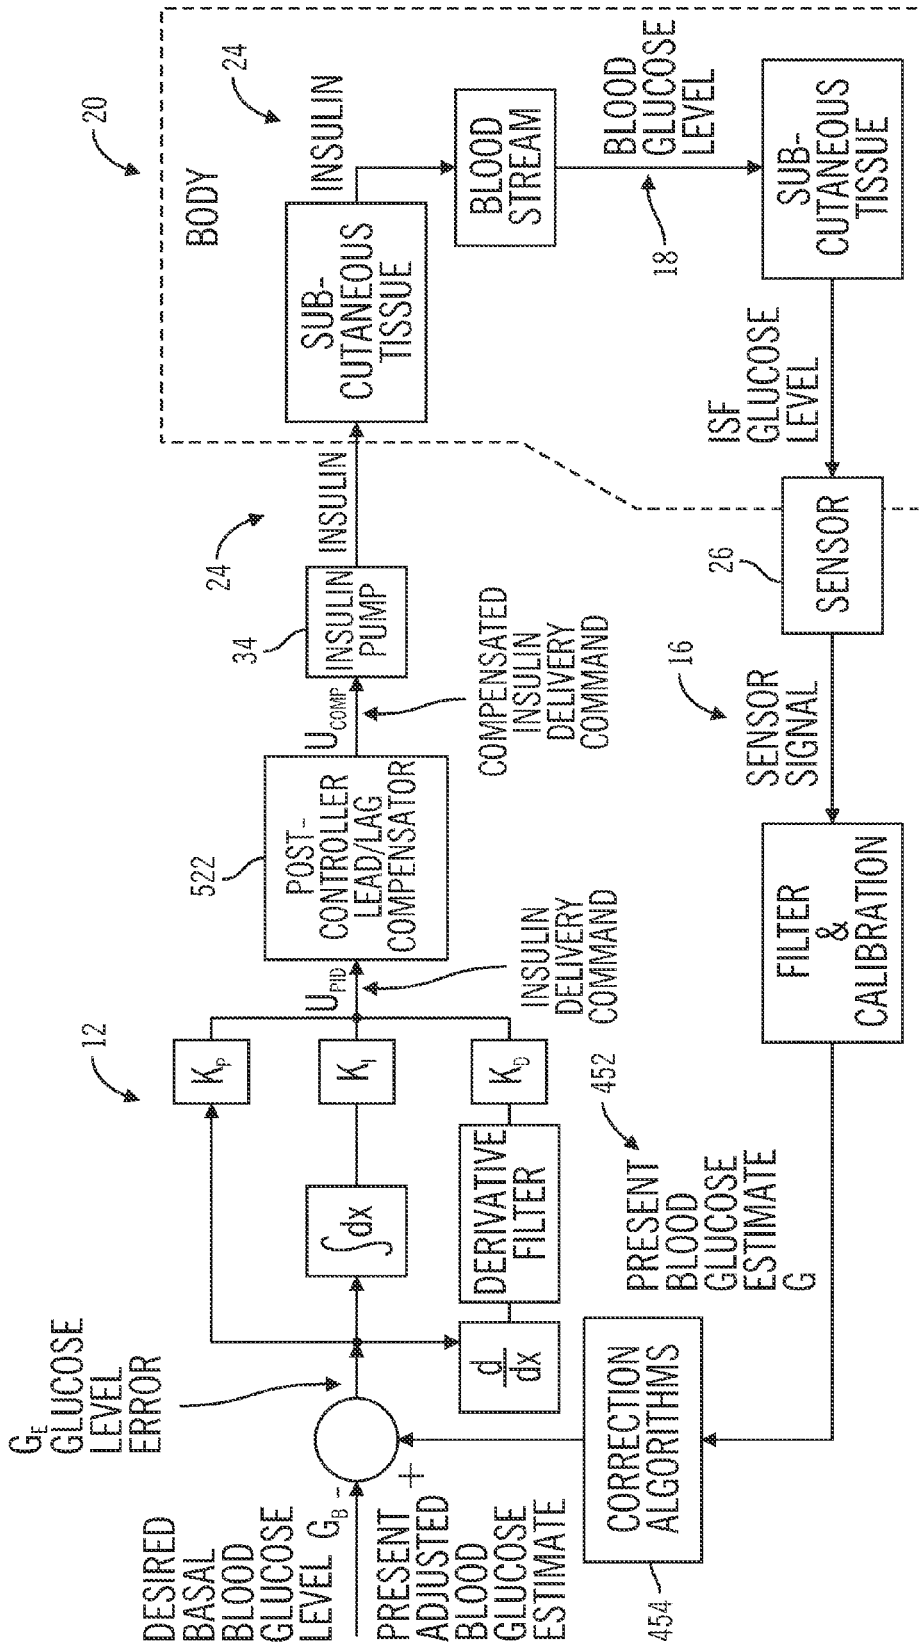 DESIRED
BASAL
BLOOD
GLUCOSE
LEVEL G_B
-
+
PRESENT
ADJUSTED
BLOOD
GLUCOSE
ESTIMATE
G_E GLUCOSE
LEVEL
ERROR
12
K_P
∫dx
K_I
d
dx
DERIVATIVE
FILTER
K_D
U_PID
INSULIN
DELIVERY
COMMAND
522
POST-
CONTROLLER
LEAD/LAG
COMPENSATOR
U_COMP
COMPENSATED
INSULIN
DELIVERY
COMMAND
34
INSULIN
PUMP
24
INSULIN
20
BODY
SUB-
CUTANEOUS
TISSUE
24
INSULIN
BLOOD
STREAM
18
BLOOD
GLUCOSE
LEVEL
SUB-
CUTANEOUS
TISSUE
ISF
GLUCOSE
LEVEL
26
SENSOR
16
SENSOR
SIGNAL
FILTER
&
CALIBRATION
452
PRESENT
BLOOD
GLUCOSE
ESTIMATE
G
CORRECTION
ALGORITHMS
454